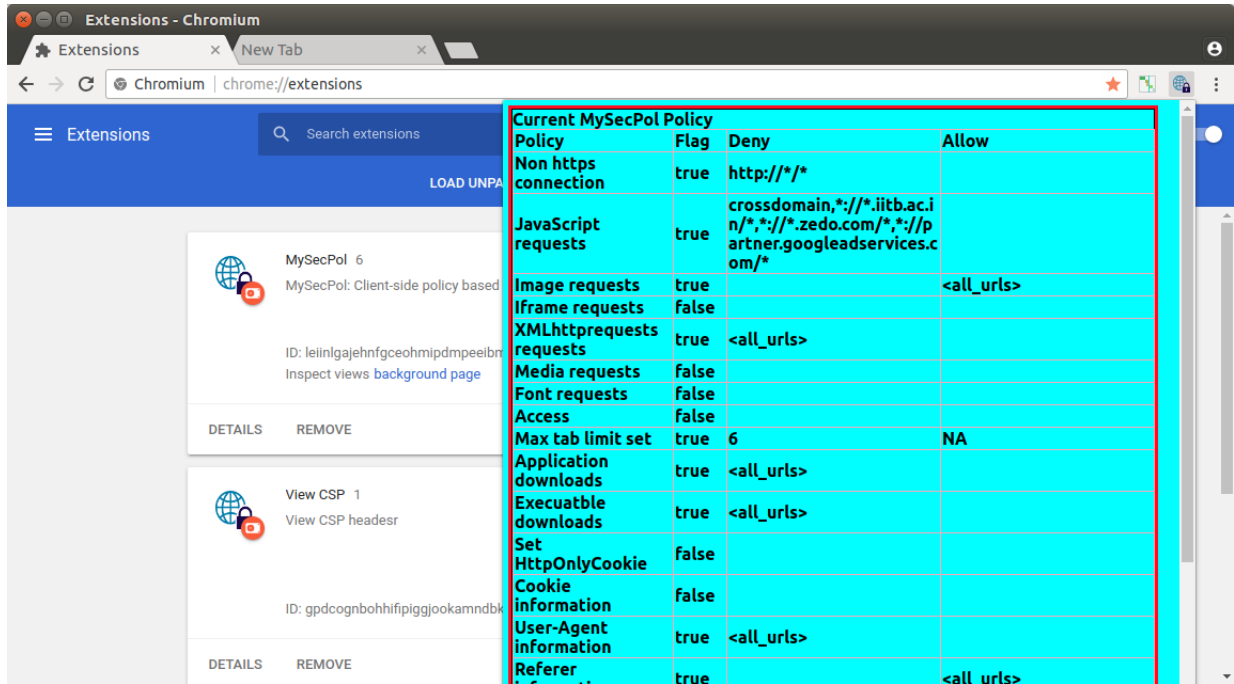 Extensions - Chromium
Extensions × New Tab ×
Chromium | chrome://extensions
Extensions
Search extensions
LOAD UNPA
MySecPol 6
MySecPol: Client-side policy based
ID: leiinlgajehnfgceohmipdmpeeibm
Inspect views background page
DETAILS REMOVE
View CSP 1
View CSP headesr
ID: gpdcognbohhifipiggjookamndbk
DETAILS REMOVE
Current MySecPol Policy
Policy Flag Deny Allow
Non https
connection true http://*/*
JavaScript
requests true crossdomain,*://*.iitb.ac.i
n/*,*://*.zedo.com/*,*://p
artner.googleadservices.c
om/*
Image requests true <all_urls>
Iframe requests false
XMLhttprequests
requests true <all_urls>
Media requests false
Font requests false
Access false
Max tab limit set true 6 NA
Application
downloads true <all_urls>
Execuatble
downloads true <all_urls>
Set
HttpOnlyCookie false
Cookie
information false
User-Agent
information true <all_urls>
Referer
true <all_urls>